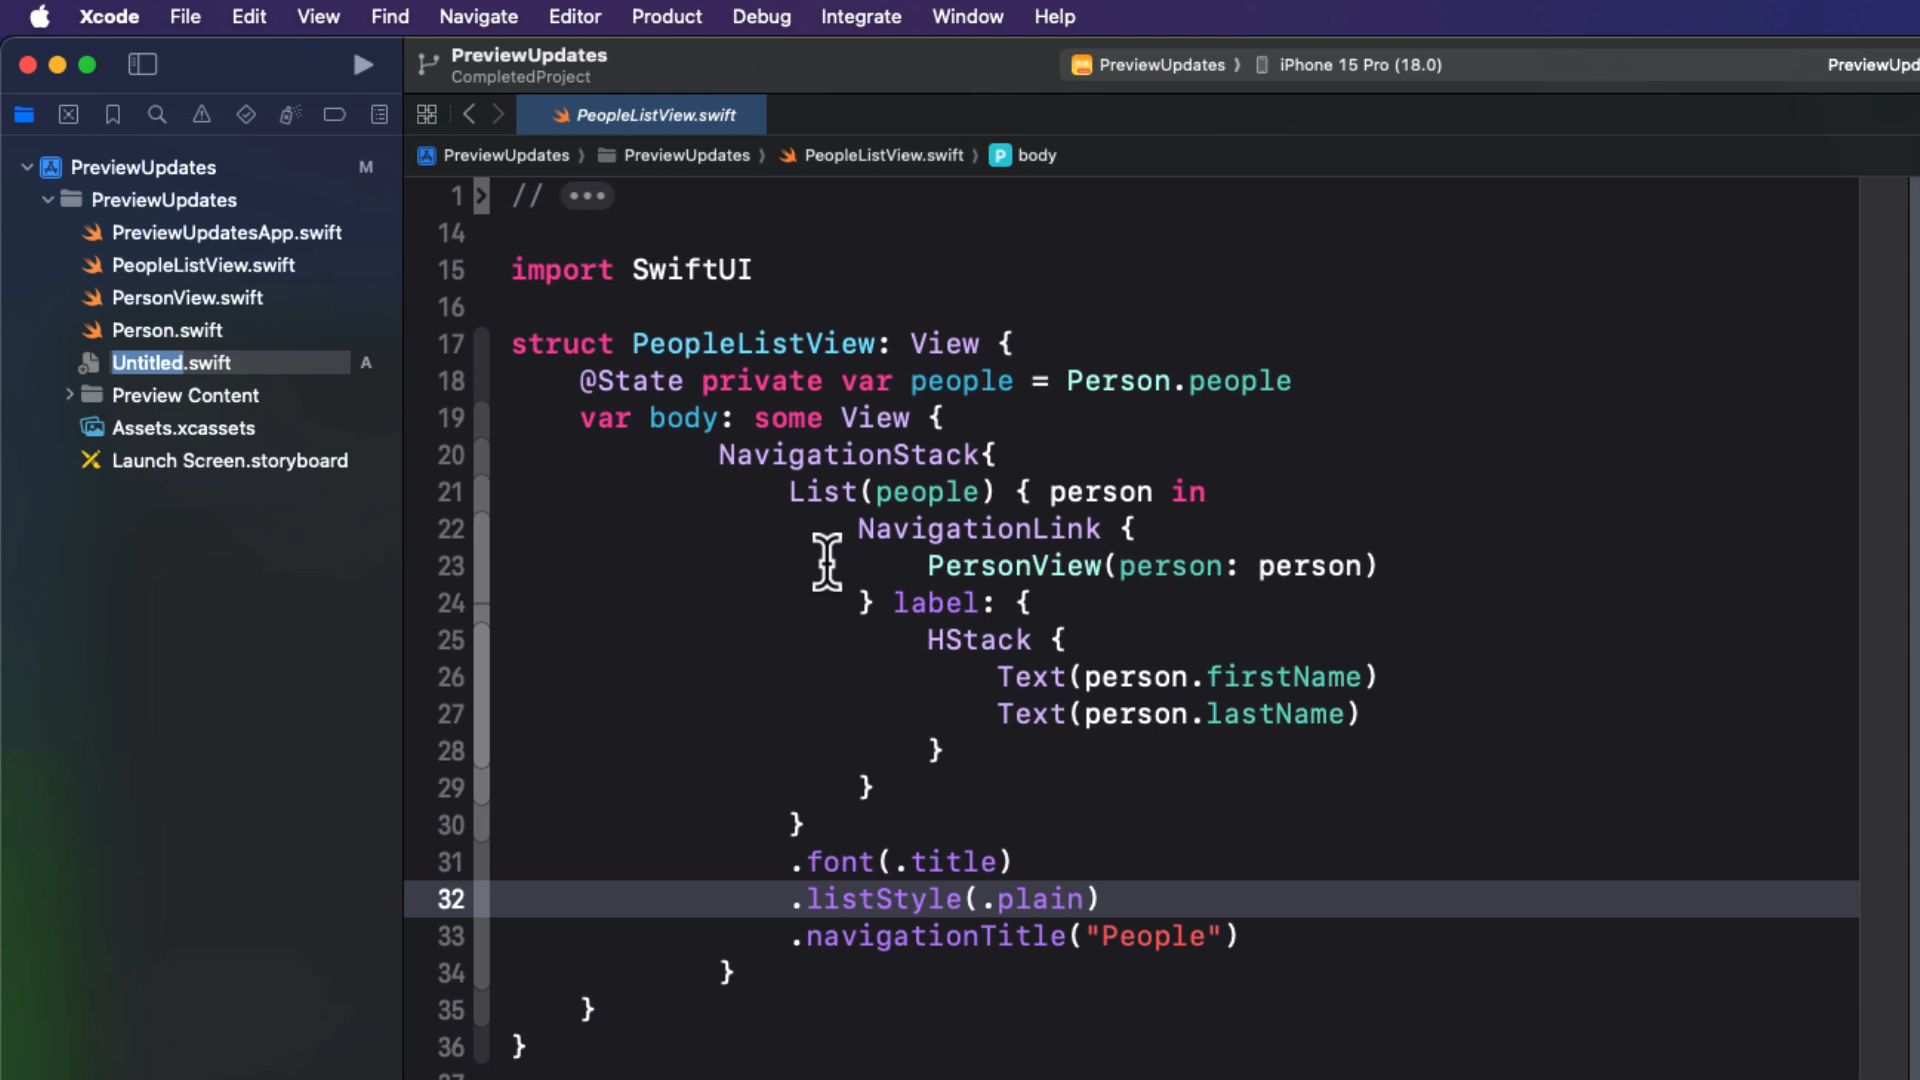 Xcode File Edit View Find Navigate Editor Product Debug Integrate Window Help
PreviewUpdates
CompletedProject
PreviewUpdates 〉 iPhone 15 Pro (18.0)
PeopleListView.swift
PreviewUpdates 〉 PreviewUpdates 〉 PeopleListView.swift 〉 P body
PreviewUpdates M
PreviewUpdates
PreviewUpdatesApp.swift
PeopleListView.swift
PersonView.swift
Person.swift
Untitled.swift A
Preview Content
Assets.xcassets
Launch Screen.storyboard
1 // •••
14
15 import SwiftUI
16
17 struct PeopleListView: View {
18 @State private var people = Person.people
19 var body: some View {
20 NavigationStack{
21 List(people) { person in
22 NavigationLink {
23 PersonView(person: person)
24 } label: {
25 HStack {
26 Text(person.firstName)
27 Text(person.lastName)
28 }
29 }
30 }
31 .font(.title)
32 .listStyle(.plain)
33 .navigationTitle("People")
34 }
35 }
36 }